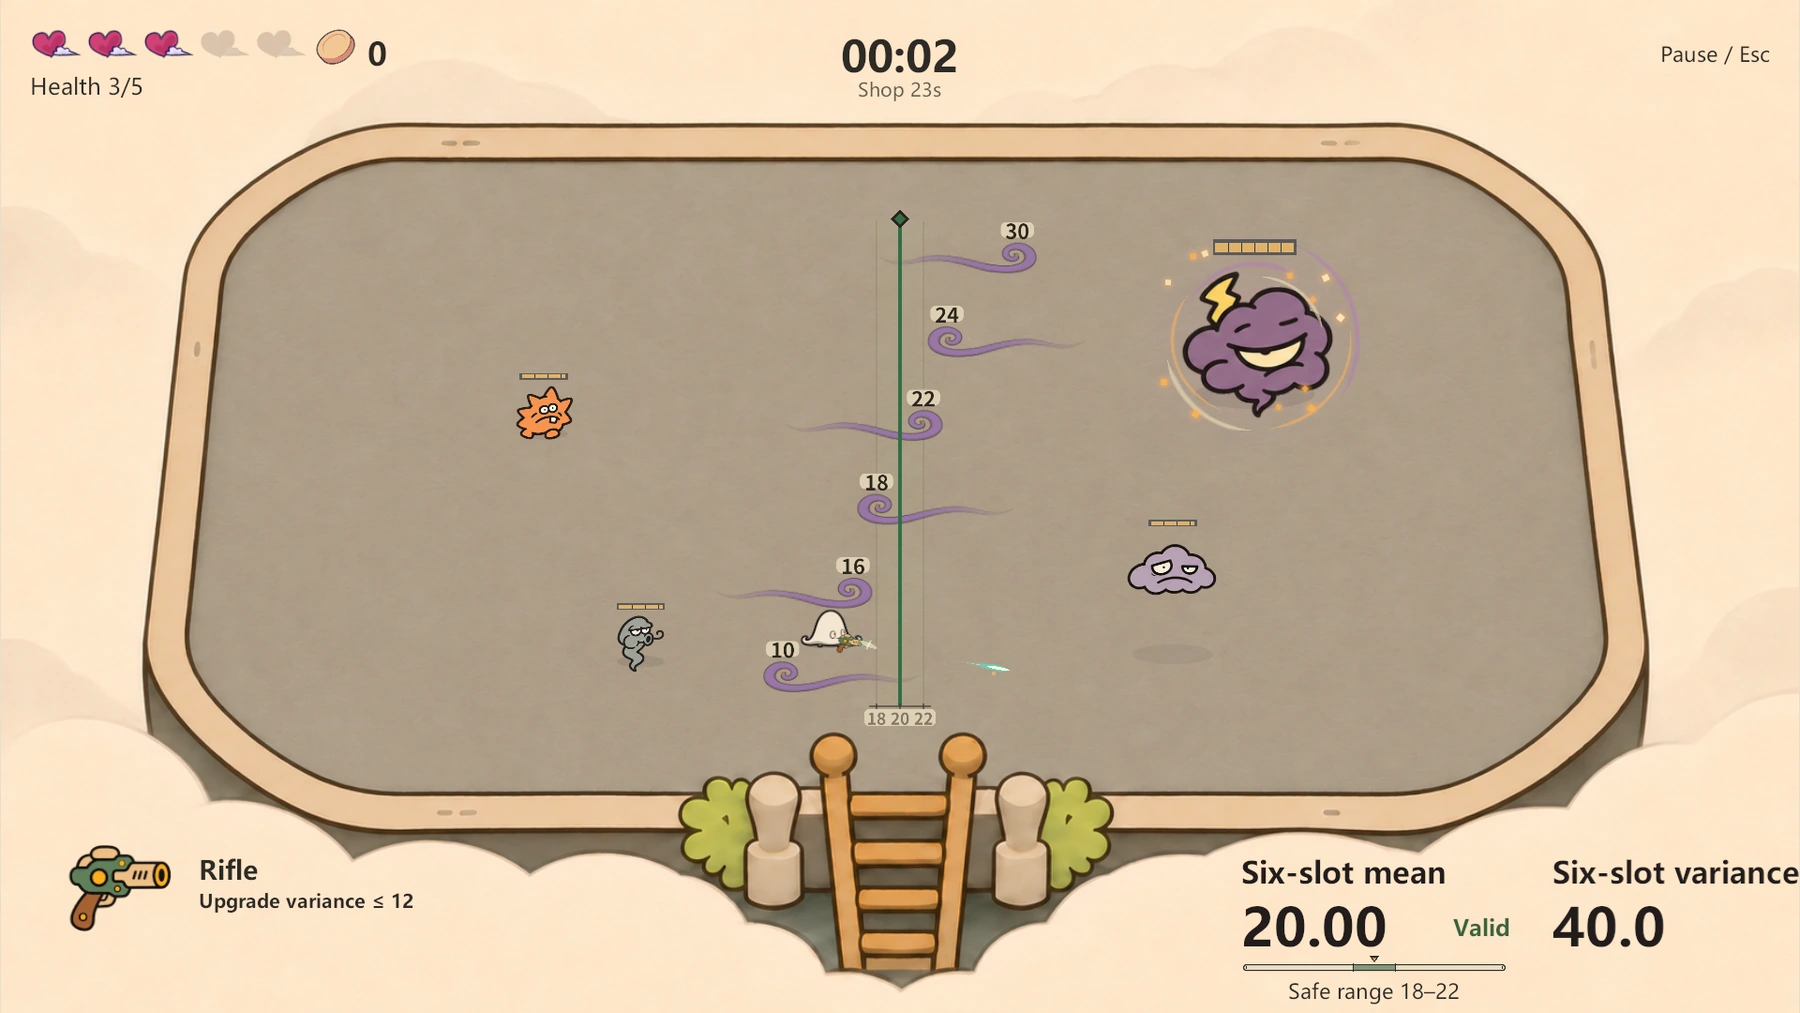 0
00:02
Pause / Esc
Health 3/5
Shop 23s
30
24
22
18
16
10
18 20 22
Rifle
Upgrade variance ≤ 12
Six-slot mean
20.00
Valid
Safe range 18–22
Six-slot variance
40.0